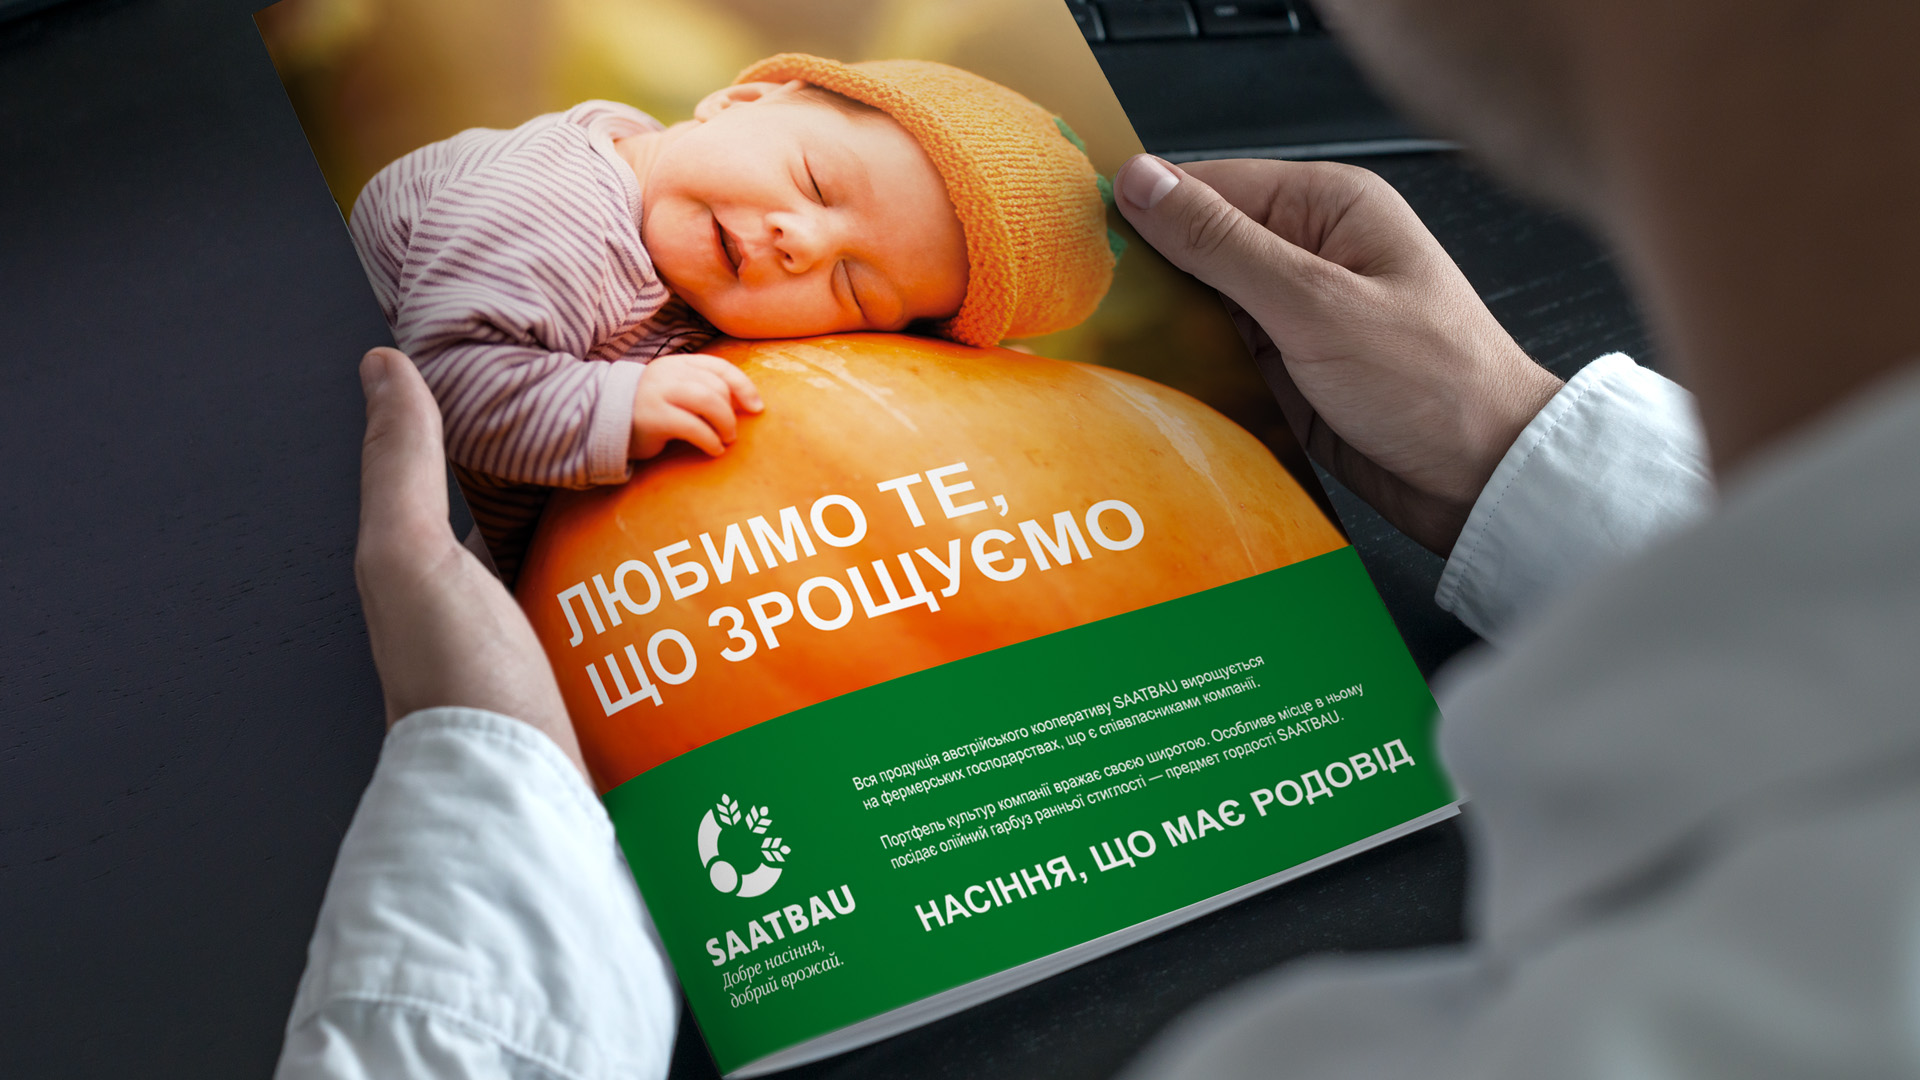 ЛЮБИМО ТЕ,
ЩО ЗРОЩУЄМО
Вся продукція австрійського кооперативу SAATBAU вирощується
на фермерських господарствах, що є співвласниками компанії.
Портфель культур компанії вражає своєю широтою. Особливе місце в ньому
посідає олійний гарбуз ранньої стиглості — предмет гордості SAATBAU.
НАСІННЯ, ЩО МАЄ РОДОВІД
SAATBAU
Добре насіння,
добрий врожай.